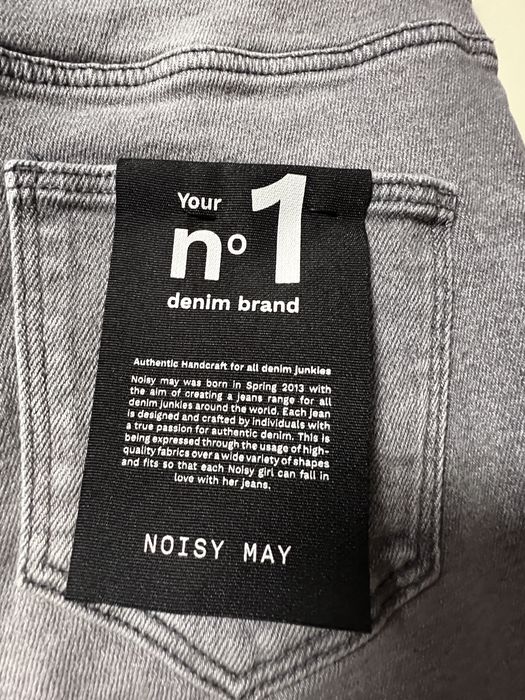 Your
nº1
denim brand
Authentic Handcraft for all denim junkies
Noisy may was born in Spring 2013 with
the aim of creating a jeans range for all
denim junkies around the world. Each jean
is designed and crafted by individuals with
a true passion for authentic denim. This is
being expressed through the usage of high-
quality fabrics over a wide variety of shapes
and fits so that each Noisy girl can fall in
love with her jeans.
NOISY MAY